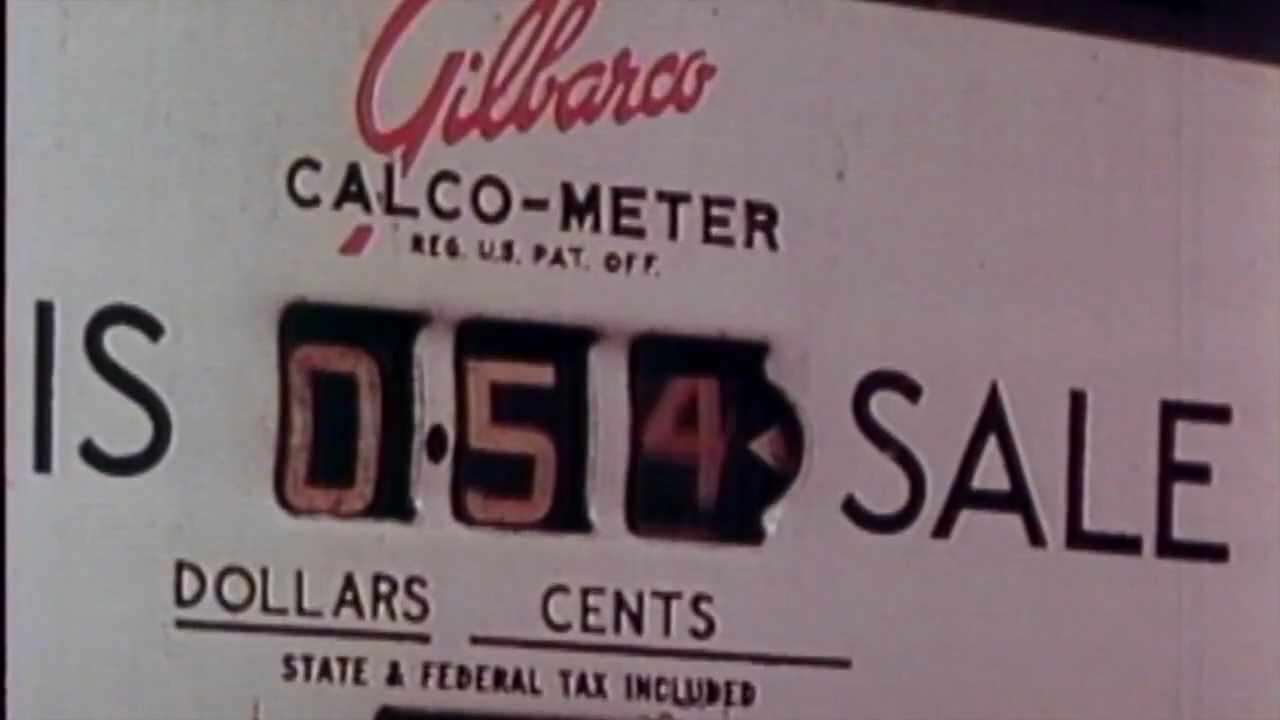 Gilbarco
CALCO-METER
REG. U.S. PAT. OFF.
IS 0.54 SALE
DOLLARS CENTS
STATE & FEDERAL TAX INCLUDED